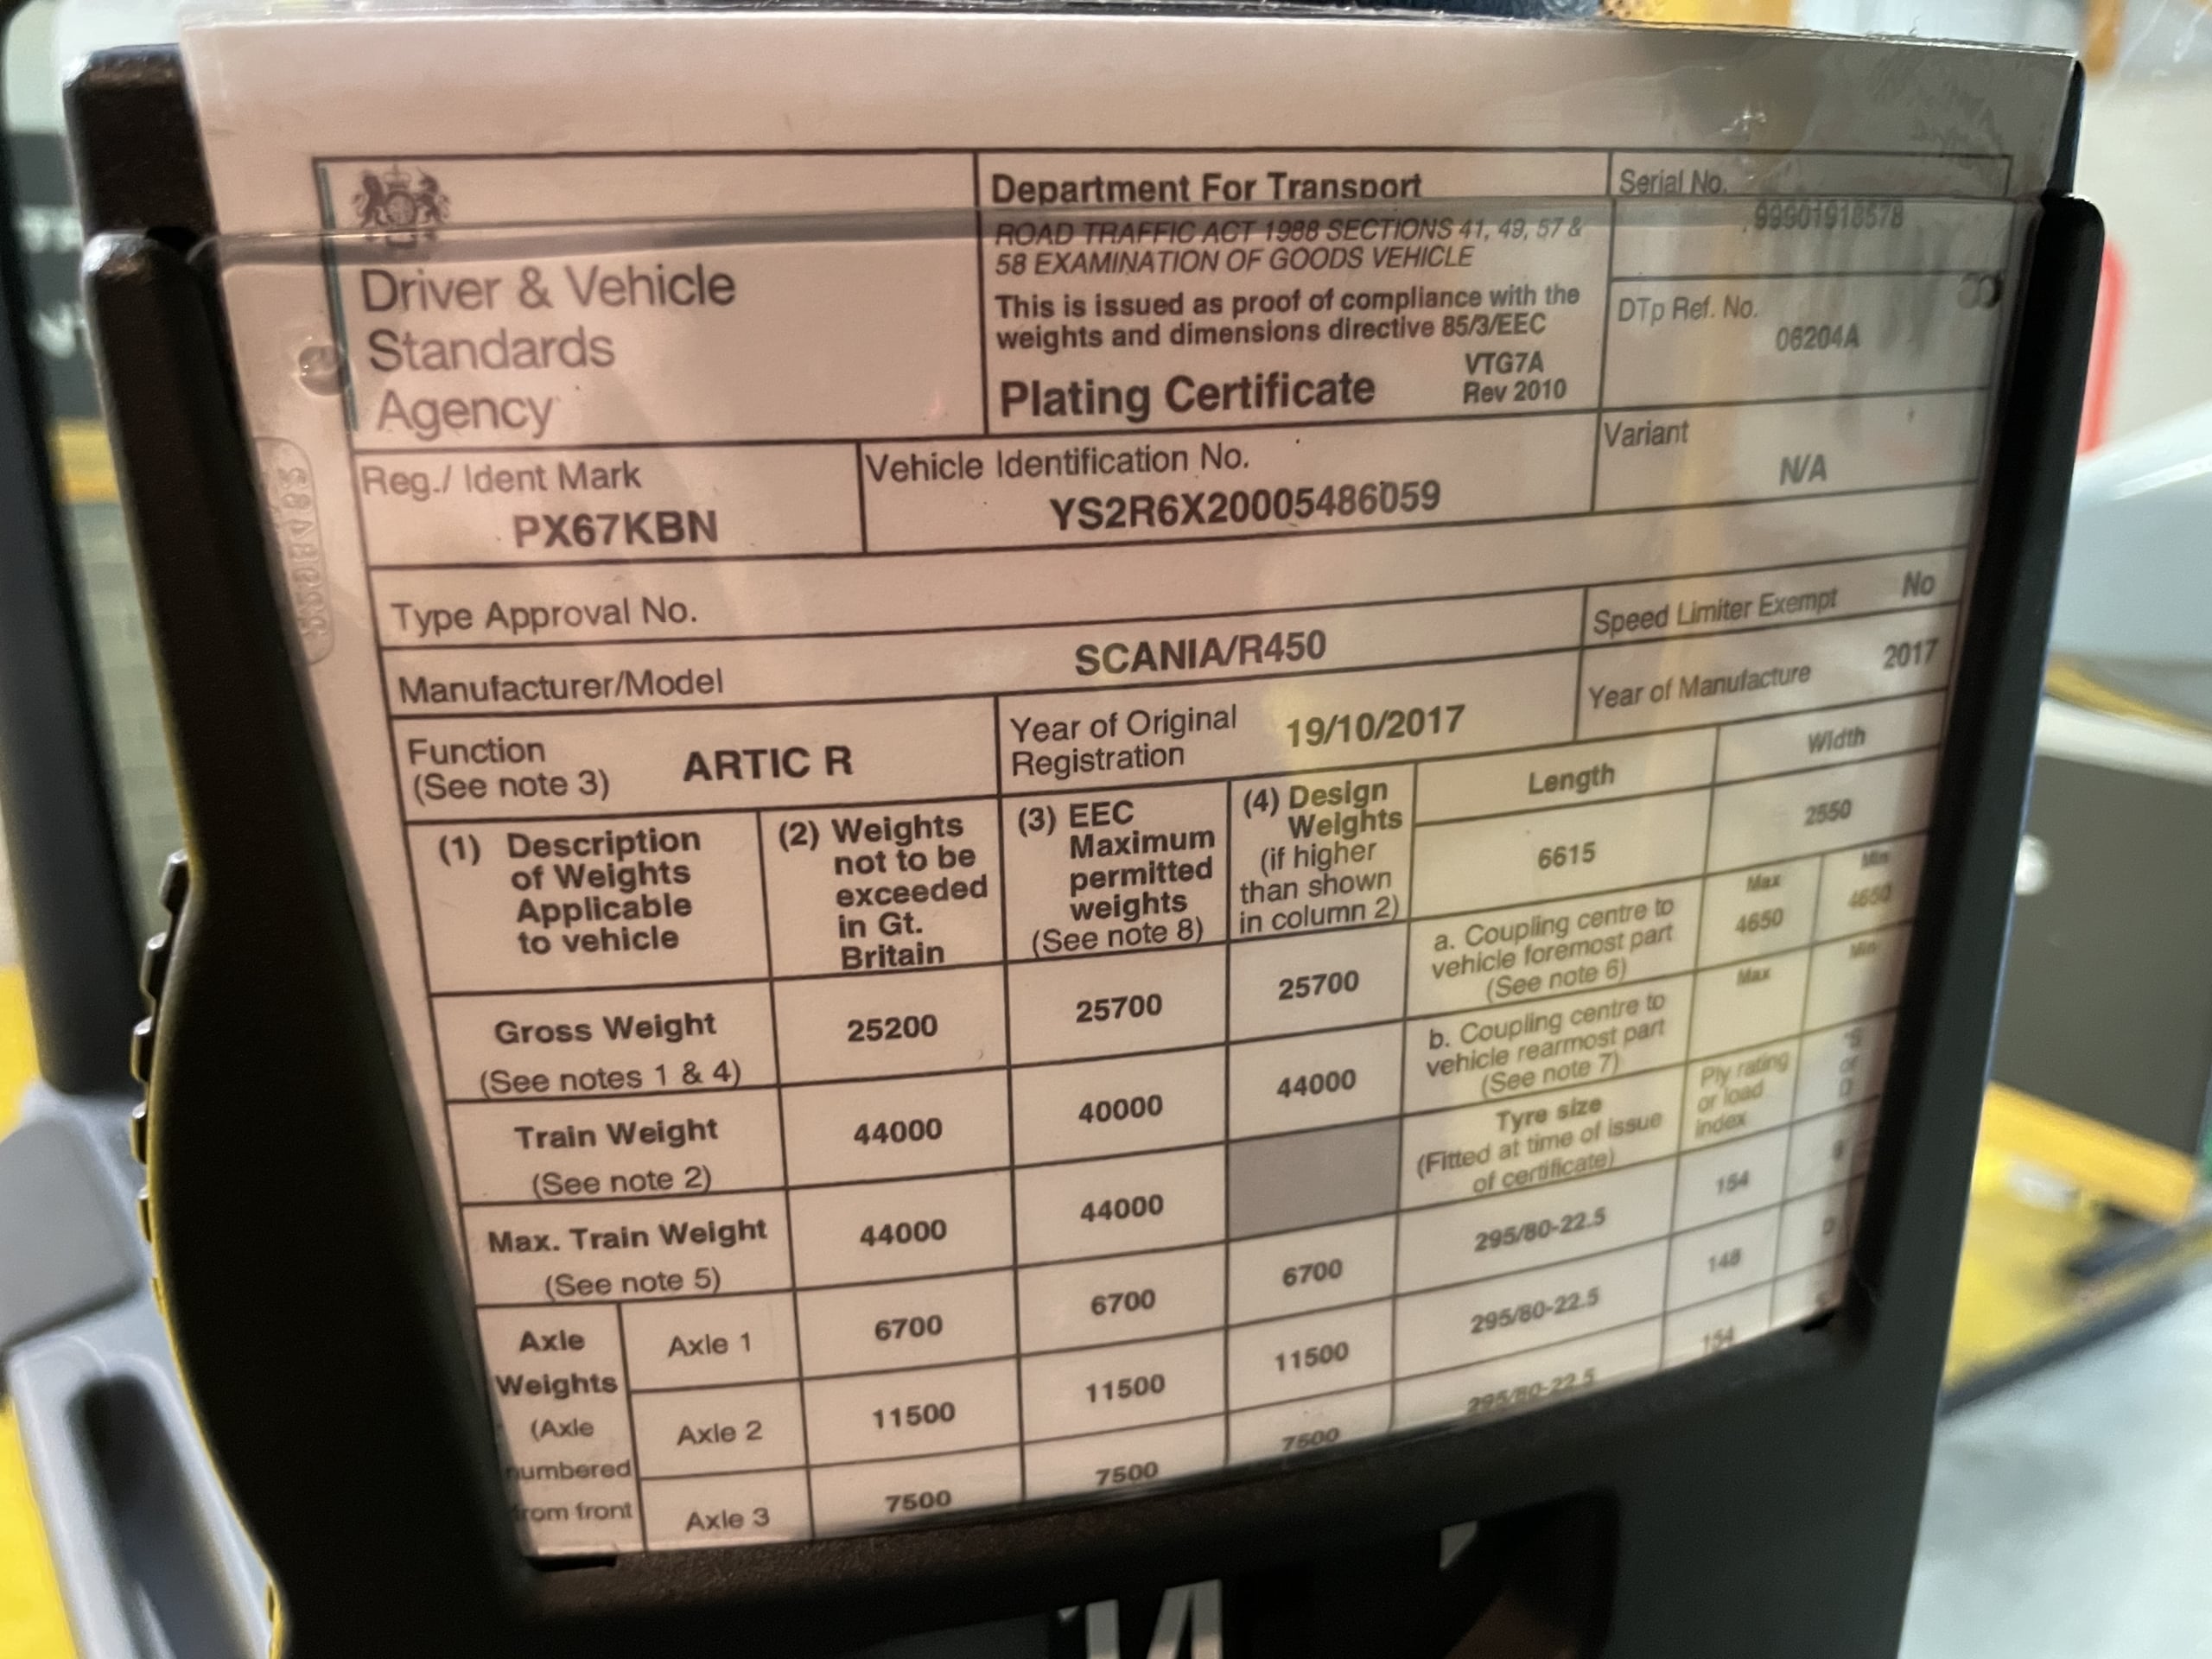 Department For Transport
ROAD TRAFFIC ACT 1988 SECTIONS 41, 49, 57 &
58 EXAMINATION OF GOODS VEHICLE
This is issued as proof of compliance with the
weights and dimensions directive 85/3/EEC
Plating Certificate
VTG7A
Rev 2010
Driver & Vehicle
Standards
Agency
Serial No.
DTp Ref. No.
06204A
Reg./ Ident Mark
PX67KBN
Vehicle Identification No.
YS2R6X20005486059
Variant
N/A
Type Approval No.
Manufacturer/Model
SCANIA/R450
Speed Limiter Exempt No
Year of Manufacture 2017
Function
(See note 3)
ARTIC R
Year of Original
Registration
19/10/2017
Length
6615
Width
2550
(1) Description
of Weights
Applicable
to vehicle
(2) Weights
not to be
exceeded
in Gt.
Britain
(3) EEC
Maximum
permitted
weights
(See note 8)
(4) Design
Weights
(if higher
than shown
in column 2)
a. Coupling centre to
vehicle foremost part
(See note 6)
Max
4650
Min
4650
b. Coupling centre to
vehicle rearmost part
(See note 7)
Max
Min
Gross Weight
(See notes 1 & 4)
25200
25700
25700
Train Weight
(See note 2)
44000
40000
44000
Max. Train Weight
(See note 5)
44000
44000
Tyre size
(Fitted at time of issue
of certificate)
Ply rating
or load
index
*S
or
D
Axle
Weights
(Axle
numbered
from front
Axle 1
6700
6700
6700
295/80-22.5
154
Axle 2
11500
11500
11500
295/80-22.5
148
D
Axle 3
7500
7500
7500
295/80-22.5
154